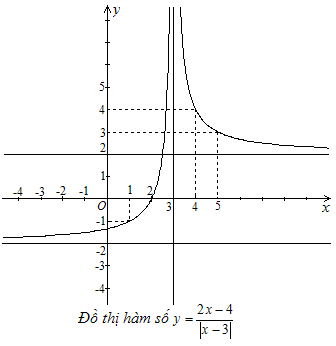 y
5
4
3
2
-4 -3 -2 -1 1 2
O 3 4 5 x
-1
-2
-3
-4
Đồ thị hàm số y = \frac{2x-4}{|x-3|}